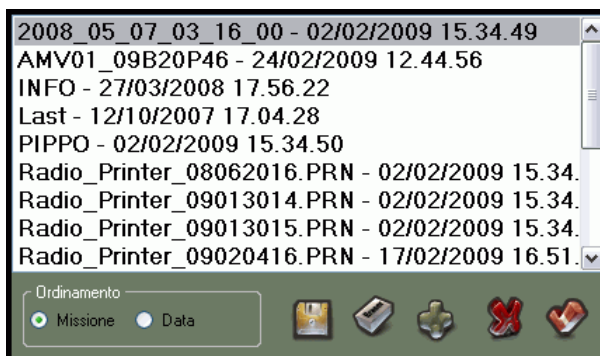 2008_05_07_03_16_00 - 02/02/2009 15.34.49
AMV01_09B20P46 - 24/02/2009 12.44.56
INFO - 27/03/2008 17.56.22
Last - 12/10/2007 17.04.28
PIPPO - 02/02/2009 15.34.50
Radio_Printer_08062016.PRN - 02/02/2009 15.34.
Radio_Printer_09013014.PRN - 02/02/2009 15.34.
Radio_Printer_09013015.PRN - 02/02/2009 15.34.
Radio_Printer_09020416.PRN - 17/02/2009 16.51.
Ordinamento
Missione Data